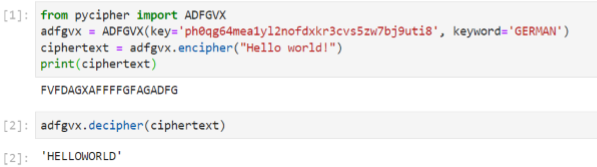 [1]: from pycipher import ADFGVX
adfgvx = ADFGVX(key='ph0qg64mea1yl2nofdxkr3cvs5zw7bj9uti8', keyword='GERMAN')
ciphertext = adfgvx.encipher("Hello world!")
print(ciphertext)
FVFDAGXAFFFFGFAGADFG
[2]: adfgvx.decipher(ciphertext)
[2]: 'HELLOWORLD'